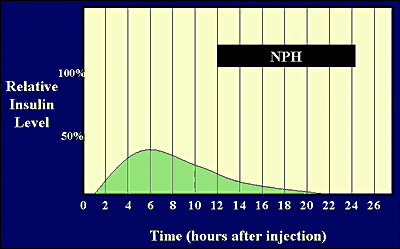 NPH
100%
Relative
Insulin
Level
50%
0 2 4 6 8 10 12 14 16 18 20 22 24 26
Time (hours after injection)